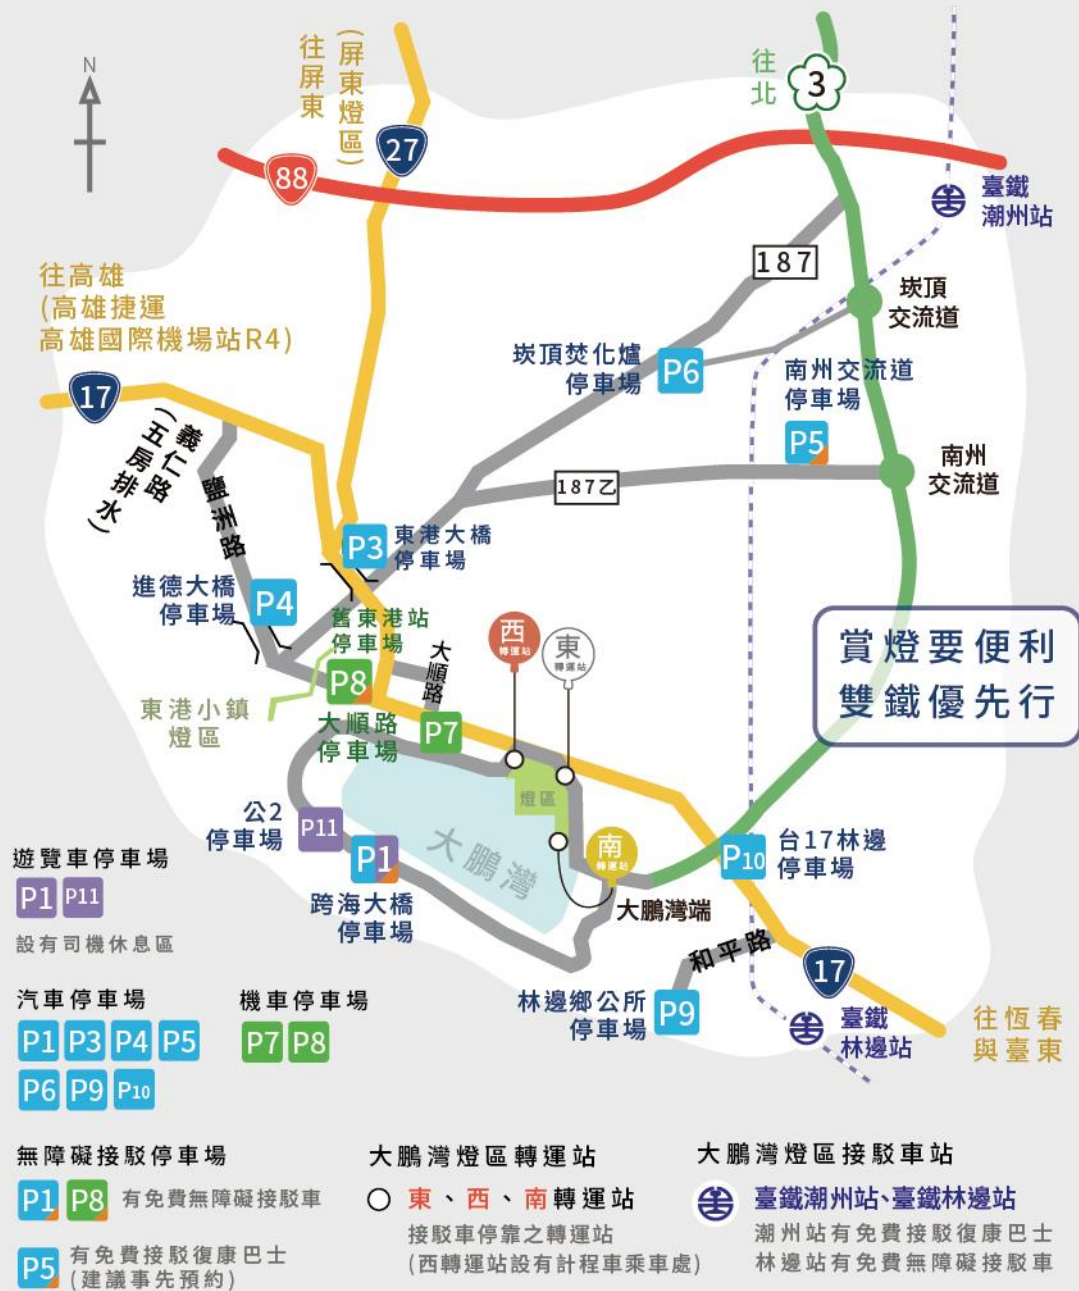 N
往屏東
(屏東燈區)
27
88
往北
3
臺鐵
潮州站
往高雄
(高雄捷運
高雄國際機場站R4)
17
187
崁頂
交流道
崁頂焚化爐
停車場
P6
南州交流道
停車場
P5
南州
交流道
187乙
義仁路
(五房排水)
鹽洲路
P3
東港大橋
停車場
進德大橋
停車場
P4
舊東港站
停車場
P8
大順路
東港小鎮
燈區
大順路
停車場
P7
西
轉運站
東
轉運站
賞燈要便利
雙鐵優先行
燈區
公2
停車場
P11
P1
大鵬灣
南
轉運站
P10
台17林邊
停車場
跨海大橋
停車場
大鵬灣端
和平路
17
林邊鄉公所
停車場
P9
臺鐵
林邊站
往恆春
與臺東
遊覽車停車場
P1 P11
設有司機休息區
汽車停車場
P1 P3 P4 P5
P6 P9 P10
機車停車場
P7 P8
無障礙接駁停車場
P1 P8 有免費無障礙接駁車
P5 有免費接駁復康巴士
(建議事先預約)
大鵬灣燈區轉運站
東、西、南轉運站
接駁車停靠之轉運站
(西轉運站設有計程車乘車處)
大鵬灣燈區接駁車站
臺鐵潮州站、臺鐵林邊站
潮州站有免費接駁復康巴士
林邊站有免費無障礙接駁車